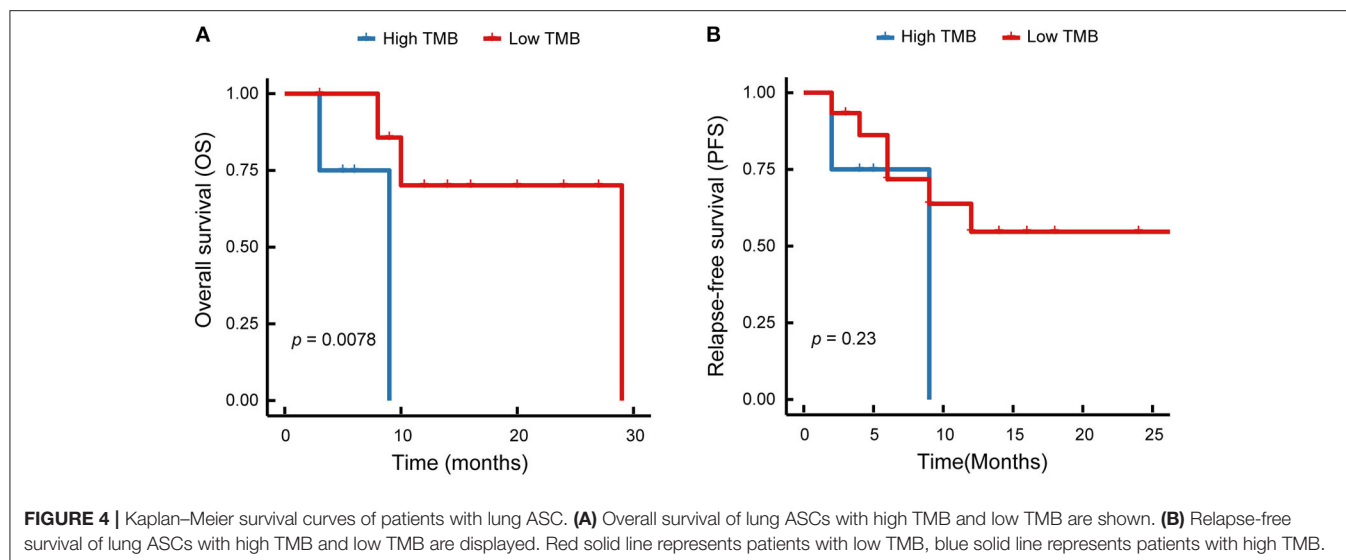 A
High TMB Low TMB
Overall survival (OS)
1.00
0.75
0.50
0.25
0.00
p = 0.0078
0 10 20 30
Time (months)
B
High TMB Low TMB
Relapse-free survival (PFS)
1.00
0.75
0.50
0.25
0.00
p = 0.23
0 5 10 15 20 25
Time(Months)
FIGURE 4 | Kaplan–Meier survival curves of patients with lung ASC. (A) Overall survival of lung ASCs with high TMB and low TMB are shown. (B) Relapse-free
survival of lung ASCs with high TMB and low TMB are displayed. Red solid line represents patients with low TMB, blue solid line represents patients with high TMB.